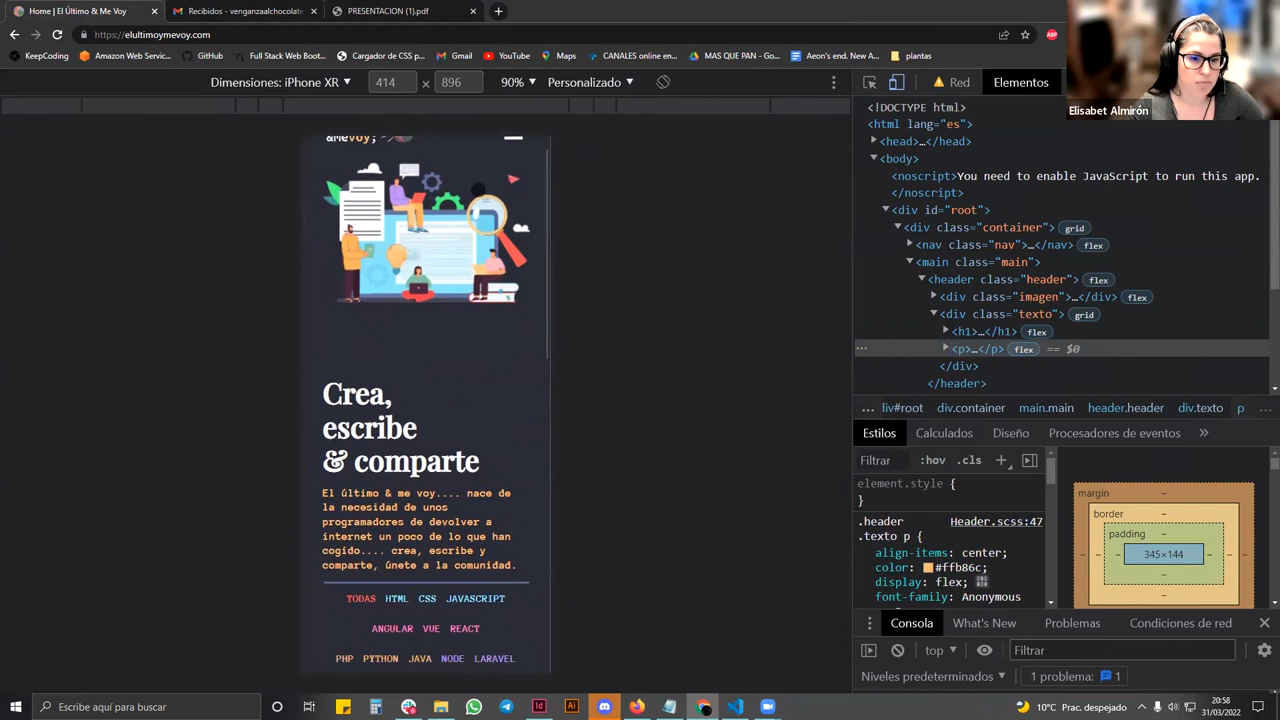 Home | El Último & Me Voy
Recibidos - venganzaalchocolate
PRESENTACION (1).pdf
https://elultimoymevoy.com
ABP
KeepCoding
Amazon Web Servic...
GitHub
Full Stack Web Boot...
Cargador de CSS p...
Gmail
YouTube
Maps
CANALES online en...
MAS QUE PAN - Go...
Aeon's end. New A...
plantas
Dimensiones: iPhone XR
414
×
896
90%
Personalizado
Red
Elementos
Elisabet Almirón
&Mevoy;
Crea,
escribe
& comparte
El último & me voy.... nace de
la necesidad de unos
programadores de devolver a
internet un poco de lo que han
cogido.... crea, escribe y
comparte, únete a la comunidad.
TODAS HTML CSS JAVASCRIPT
ANGULAR VUE REACT
PHP PYTHON JAVA NODE LARAVEL
<!DOCTYPE html>
<html lang="es">
<head>…</head>
<body>
<noscript>You need to enable JavaScript to run this app.
</noscript>
<div id="root">
<div class="container"> grid
<nav class="nav">…</nav> flex
<main class="main">
<header class="header"> flex
<div class="imagen">…</div> flex
<div class="texto"> grid
<h1>…</h1> flex
… <p>…</p> flex == $0
</div>
</header>
… liv#root div.container main.main header.header div.texto p …
Estilos Calculados Diseño Procesadores de eventos »
Filtrar :hov .cls +
element.style {
}
.header Header.scss:47
.texto p {
align-items: center;
color: #ffb86c;
display: flex;
font-family: Anonymous
margin
–
border
–
padding
–
345×144
Consola What's New Problemas Condiciones de red
top
Filtrar
Niveles predeterminados
1 problema: 1
Escribe aquí para buscar
10°C Prac. despejado
20:58
31/03/2022